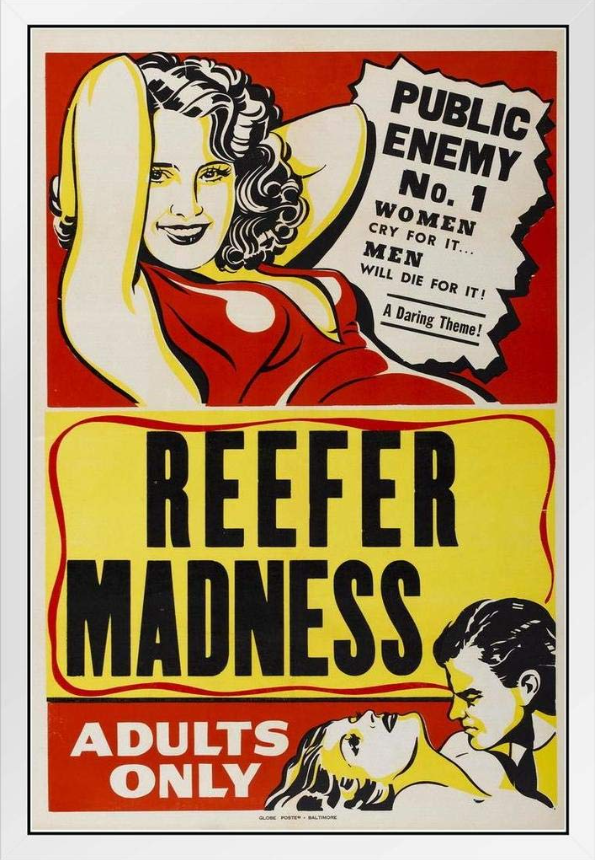 PUBLIC
ENEMY
No. 1
WOMEN
CRY FOR IT...
MEN
WILL DIE FOR IT!
A Daring Theme!
REEFER
MADNESS
ADULTS
ONLY
GLOBE POSTER - BALTIMORE